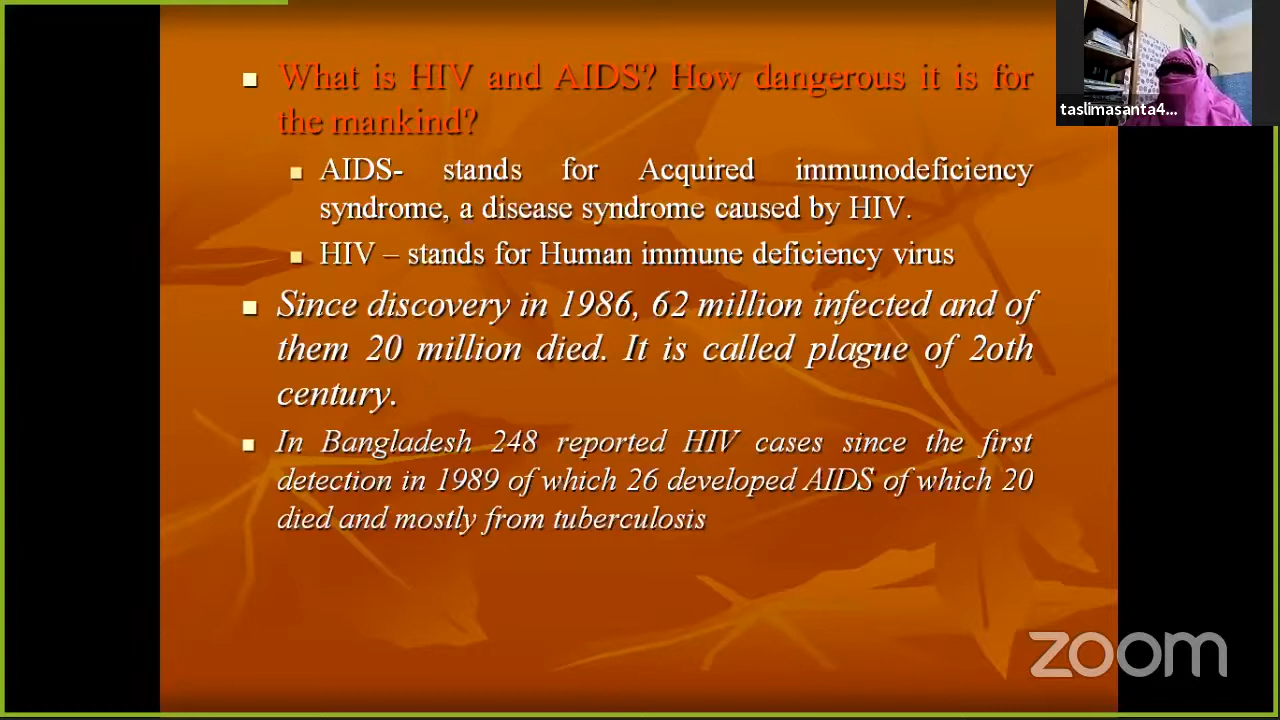 What is HIV and AIDS? How dangerous it is for
the mankind?
AIDS- stands for Acquired immunodeficiency
syndrome, a disease syndrome caused by HIV.
HIV – stands for Human immune deficiency virus
Since discovery in 1986, 62 million infected and of
them 20 million died. It is called plague of 2oth
century.
In Bangladesh 248 reported HIV cases since the first
detection in 1989 of which 26 developed AIDS of which 20
died and mostly from tuberculosis
taslimasanta4...
zoom